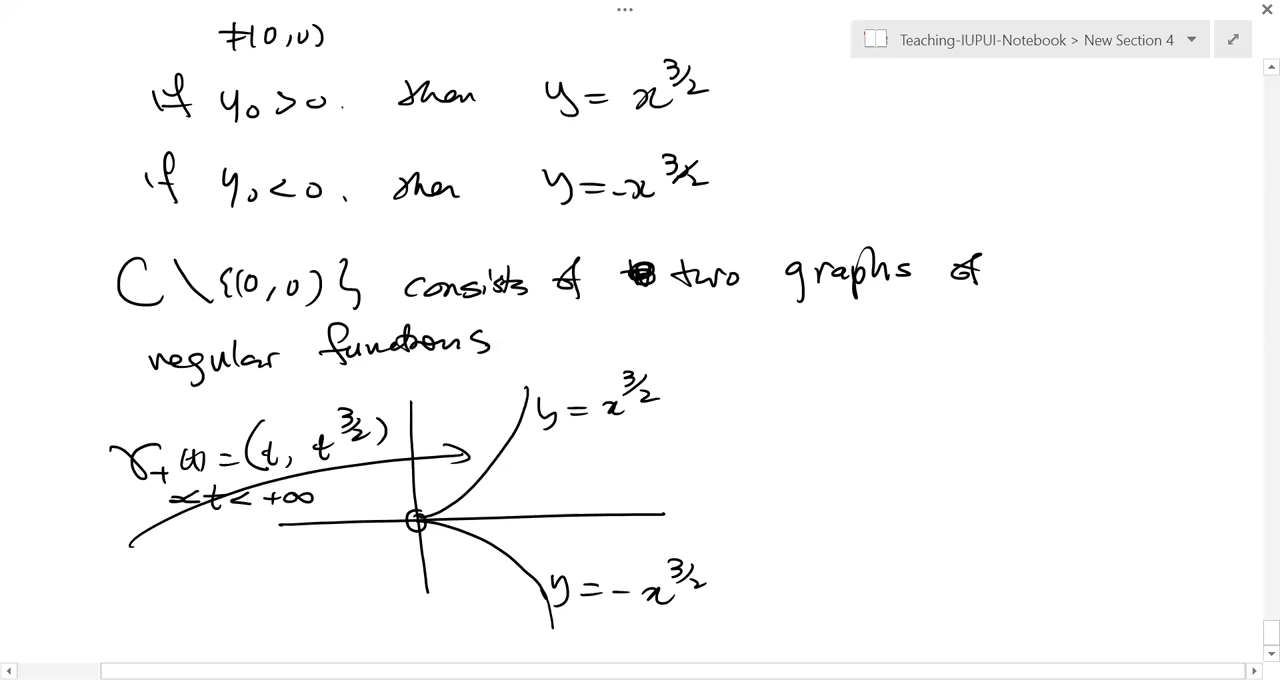 Teaching-IUPUI-Notebook > New Section 4
≠(0,0)
if y₀ > 0. then y = x^{3/2}
if y₀ < 0. then y = -x^{3/2}
C \ {(0,0)} consists of two graphs of
regular functions
y = x^{3/2}
γ₊(t) = (t, t^{3/2})
< t < +∞
y = - x^{3/2}